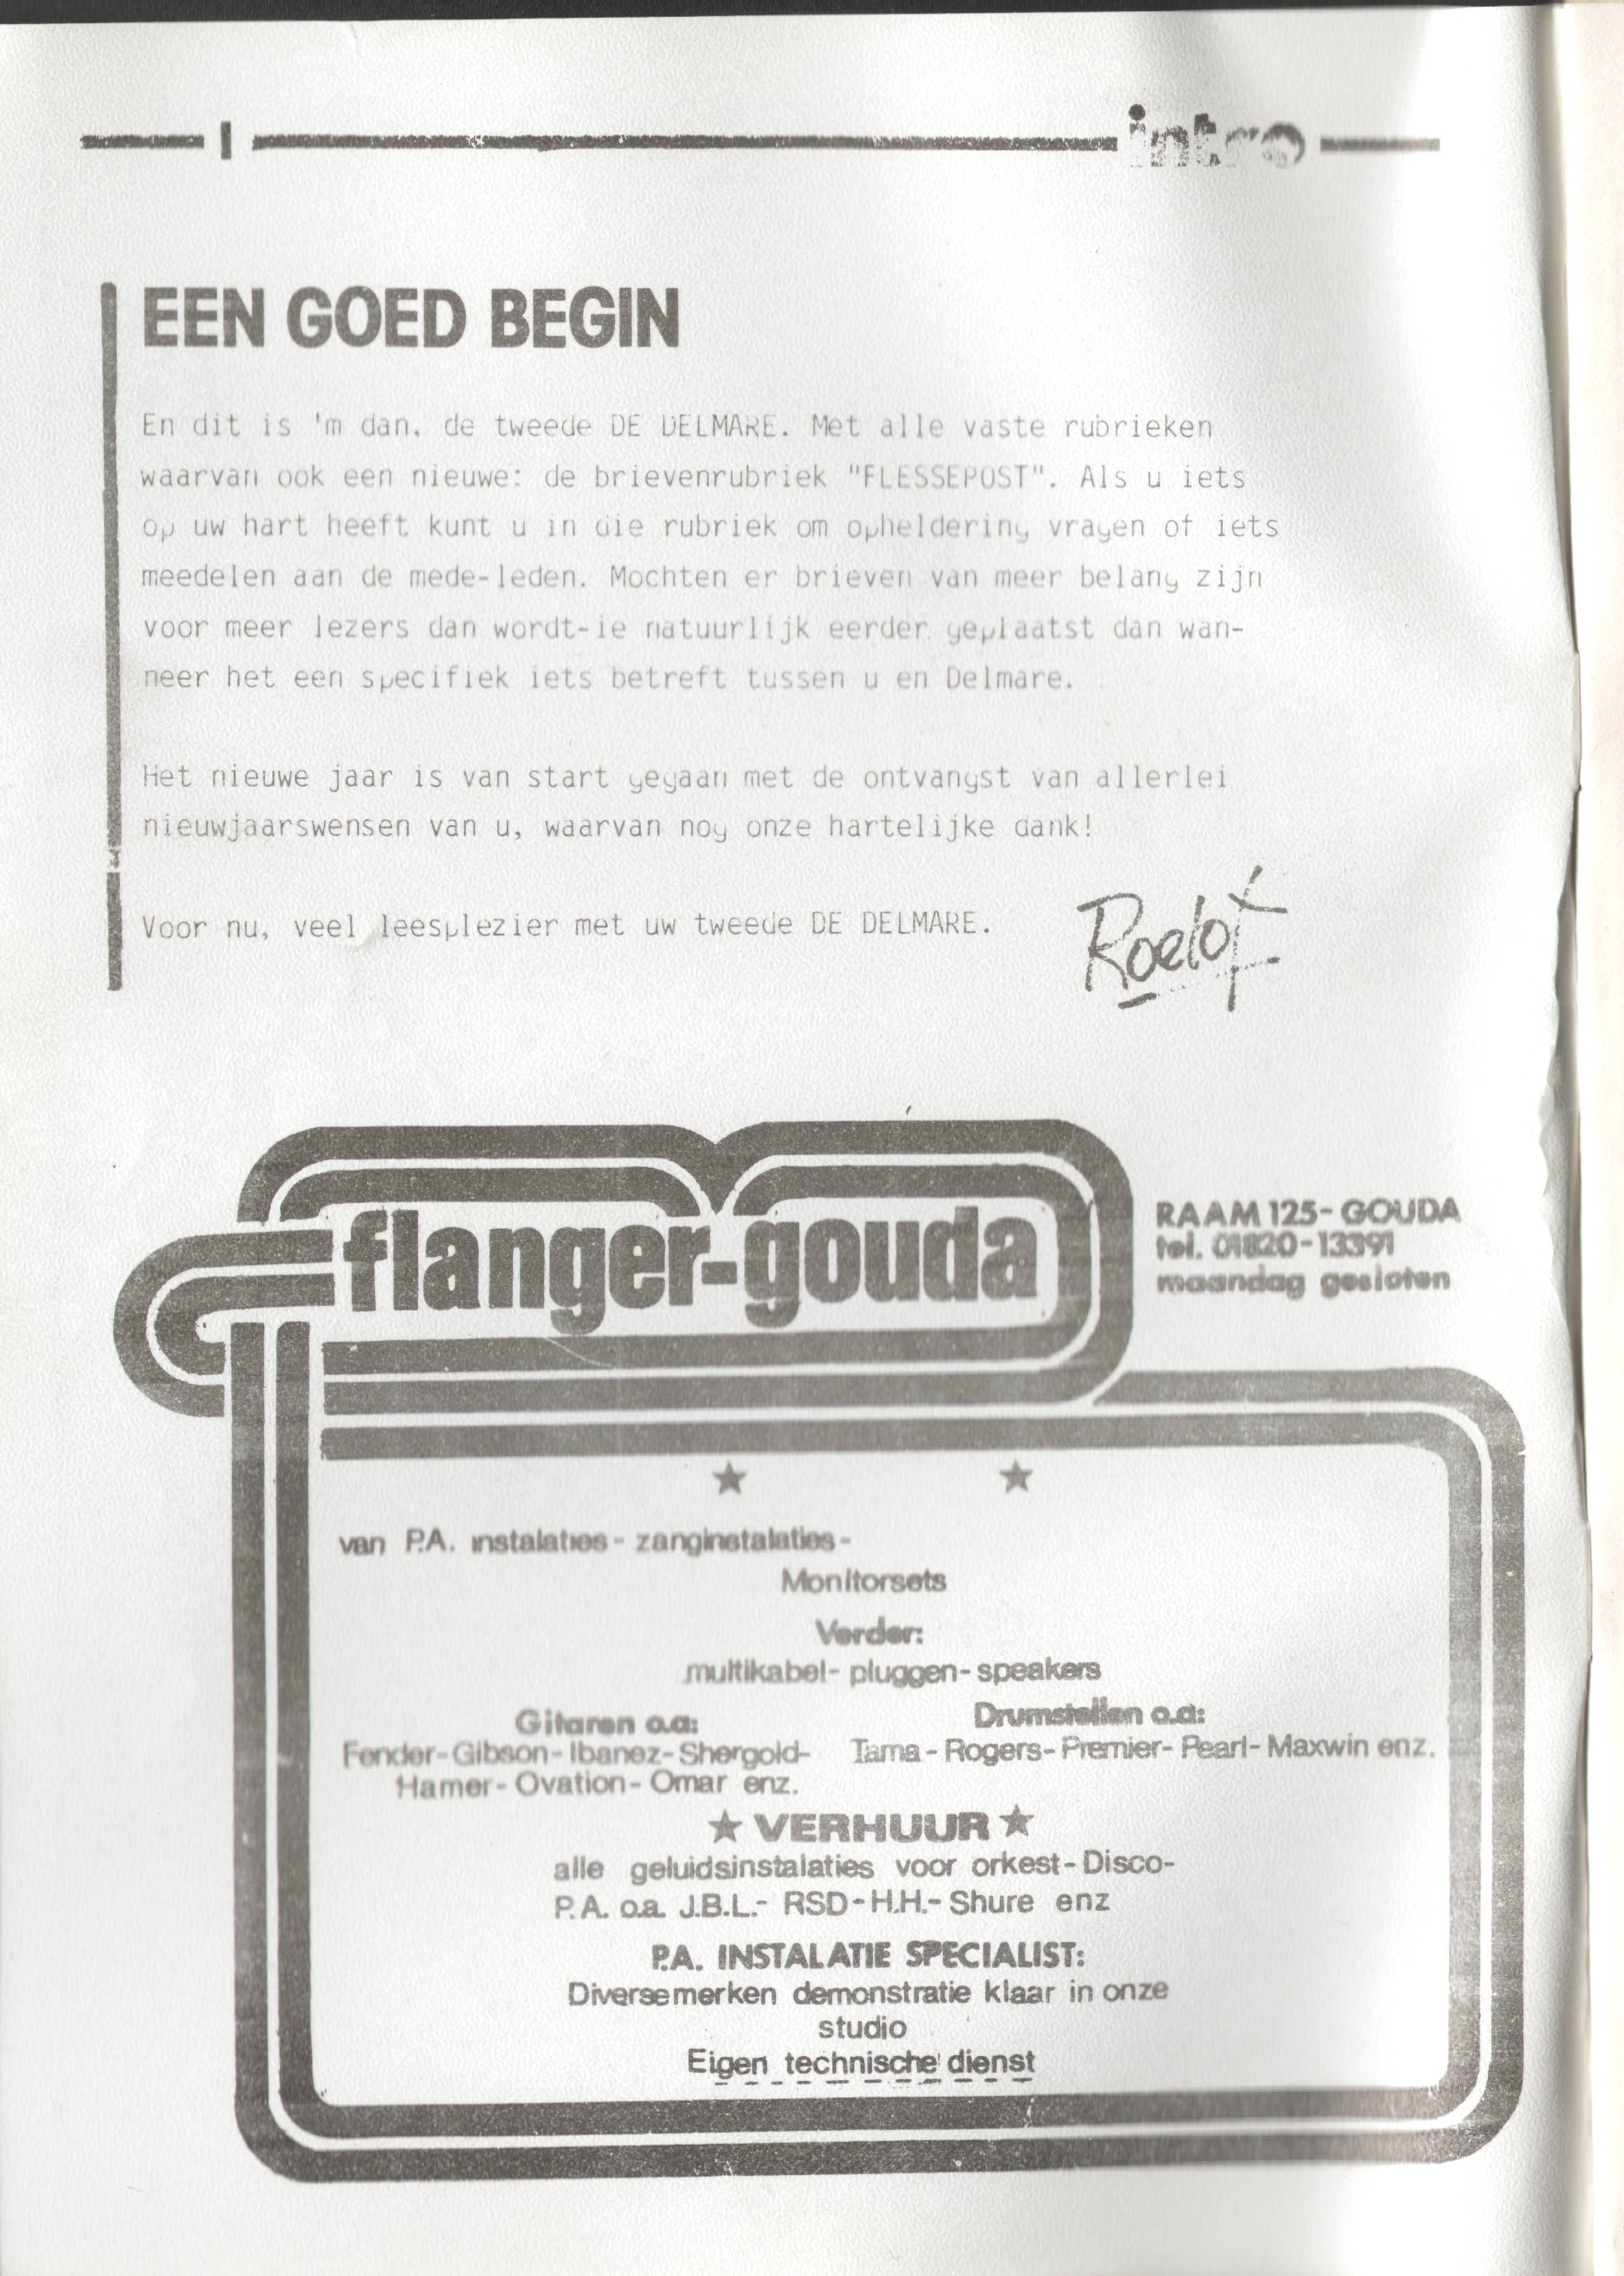 intro
EEN GOED BEGIN
En dit is 'm dan, de tweede DE DELMARE. Met alle vaste rubrieken
waarvan ook een nieuwe: de brievenrubriek "FLESSEPOST". Als u iets
op uw hart heeft kunt u in die rubriek om opheldering vragen of iets
meedelen aan de mede-leden. Mochten er brieven van meer belang zijn
voor meer lezers dan wordt-ie natuurlijk eerder geplaatst dan wan-
neer het een specifiek iets betreft tussen u en Delmare.
Het nieuwe jaar is van start gegaan met de ontvangst van allerlei
nieuwjaarswensen van u, waarvan nog onze hartelijke dank!
Voor nu, veel leesplezier met uw tweede DE DELMARE.
Roelof
flanger-gouda
RAAM 125-GOUDA
tel. 01820-13391
maandag gesloten
★ ★
van P.A. instalaties - zanginstalaties -
Monitorsets
Verder:
multikabel- pluggen- speakers
Gitaren o.a:
Fender-Gibson-Ibanez-Shergold-
Hamer- Ovation- Omar enz.
Drumstellen o.a:
Tama - Rogers- Premier- Pearl- Maxwin enz.
★ VERHUUR ★
alle geluidsinstalaties voor orkest-Disco-
P.A. o.a. J.B.L.- RSD-H.H.- Shure enz
P.A. INSTALATIE SPECIALIST:
Diverse merken demonstratie klaar in onze
studio
Eigen technische dienst